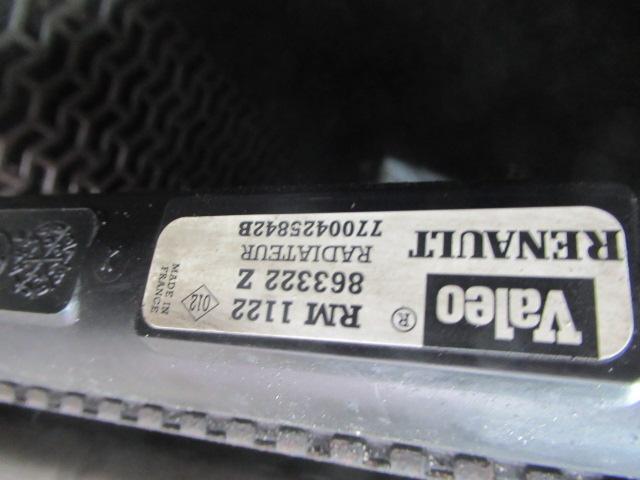 Valeo ® RM 1122
863322 Z
012
MADE IN
FRANCE
RADIATEUR
RENAULT 7700425842B